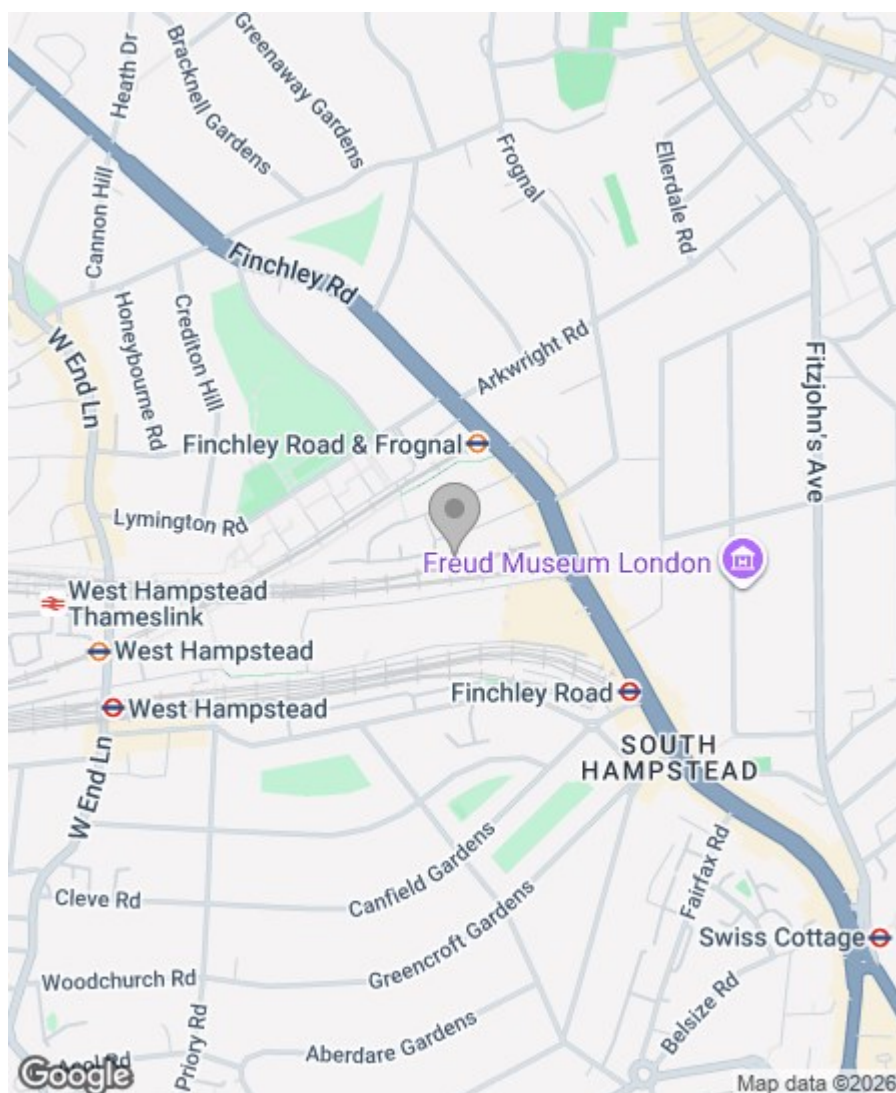 Heath Dr
Bracknell Gardens
Greenaway Gardens
Frognal
Ellerdale Rd
Cannon Hill
Finchley Rd
Honeybourne Rd
Crediton Hill
W End Ln
Arkwright Rd
Fitzjohn's Ave
Finchley Road & Frognal
Lymington Rd
Freud Museum London
West Hampstead
Thameslink
West Hampstead
West Hampstead
Finchley Road
SOUTH
HAMPSTEAD
W End Ln
Canfield Gardens
Fairfax Rd
Cleve Rd
Greencroft Gardens
Swiss Cottage
Woodchurch Rd
Belsize Rd
Priory Rd
Aberdare Gardens
Acol Rd
Google
Map data ©2026